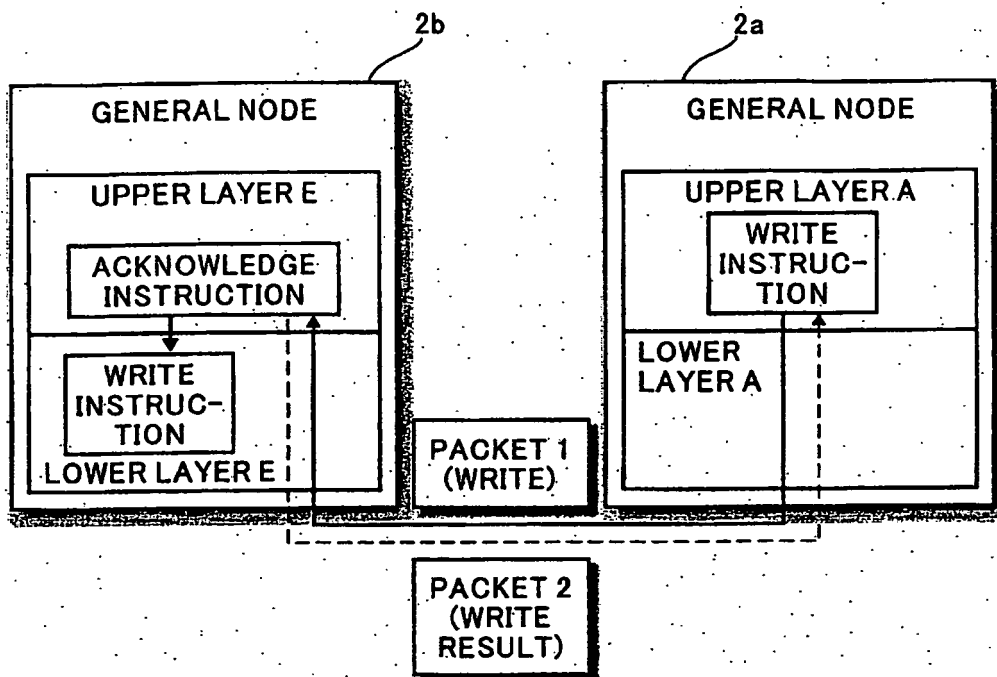 2b
2a
GENERAL NODE
GENERAL NODE
UPPER LAYER E
ACKNOWLEDGE
INSTRUCTION
WRITE
INSTRUC-
TION
LOWER LAYER E
UPPER LAYER A
WRITE
INSTRUC-
TION
LOWER
LAYER A
PACKET 1
(WRITE)
PACKET 2
(WRITE
RESULT)